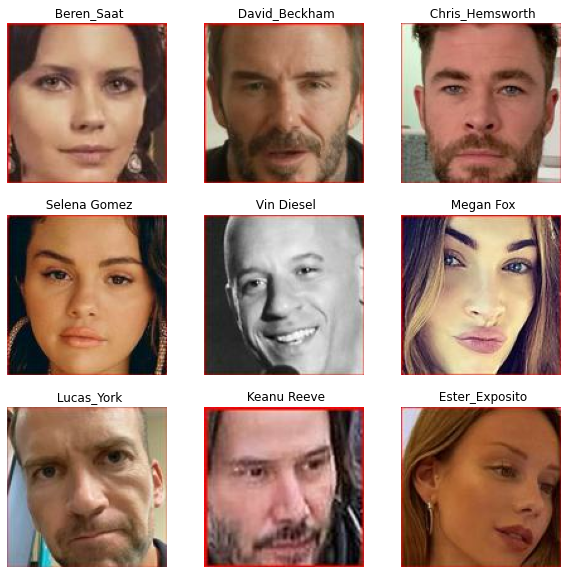 Beren_Saat
David_Beckham
Chris_Hemsworth
Selena Gomez
Vin Diesel
Megan Fox
Lucas_York
Keanu Reeve
Ester_Exposito